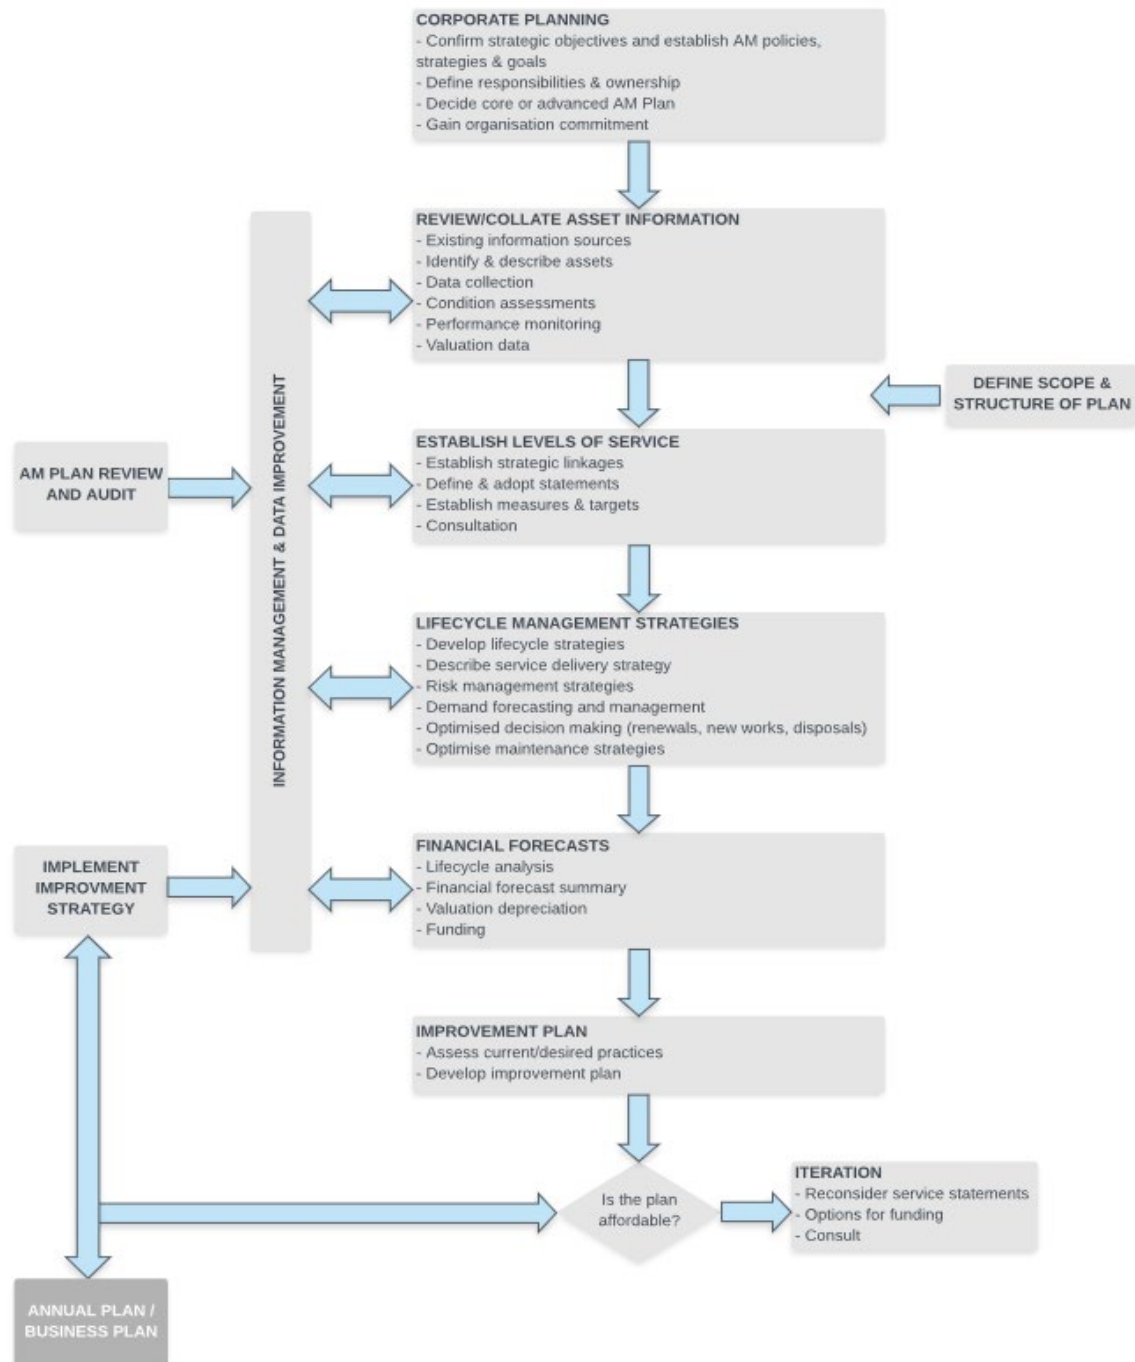 CORPORATE PLANNING
- Confirm strategic objectives and establish AM policies,
strategies & goals
- Define responsibilities & ownership
- Decide core or advanced AM Plan
- Gain organisation commitment
REVIEW/COLLATE ASSET INFORMATION
- Existing information sources
- Identify & describe assets
- Data collection
- Condition assessments
- Performance monitoring
- Valuation data
DEFINE SCOPE &
STRUCTURE OF PLAN
AM PLAN REVIEW
AND AUDIT
INFORMATION MANAGEMENT & DATA IMPROVEMENT
ESTABLISH LEVELS OF SERVICE
- Establish strategic linkages
- Define & adopt statements
- Establish measures & targets
- Consultation
LIFECYCLE MANAGEMENT STRATEGIES
- Develop lifecycle strategies
- Describe service delivery strategy
- Risk management strategies
- Demand forecasting and management
- Optimised decision making (renewals, new works, disposals)
- Optimise maintenance strategies
IMPLEMENT
IMPROVMENT
STRATEGY
FINANCIAL FORECASTS
- Lifecycle analysis
- Financial forecast summary
- Valuation depreciation
- Funding
IMPROVEMENT PLAN
- Assess current/desired practices
- Develop improvement plan
Is the plan
affordable?
ITERATION
- Reconsider service statements
- Options for funding
- Consult
ANNUAL PLAN /
BUSINESS PLAN